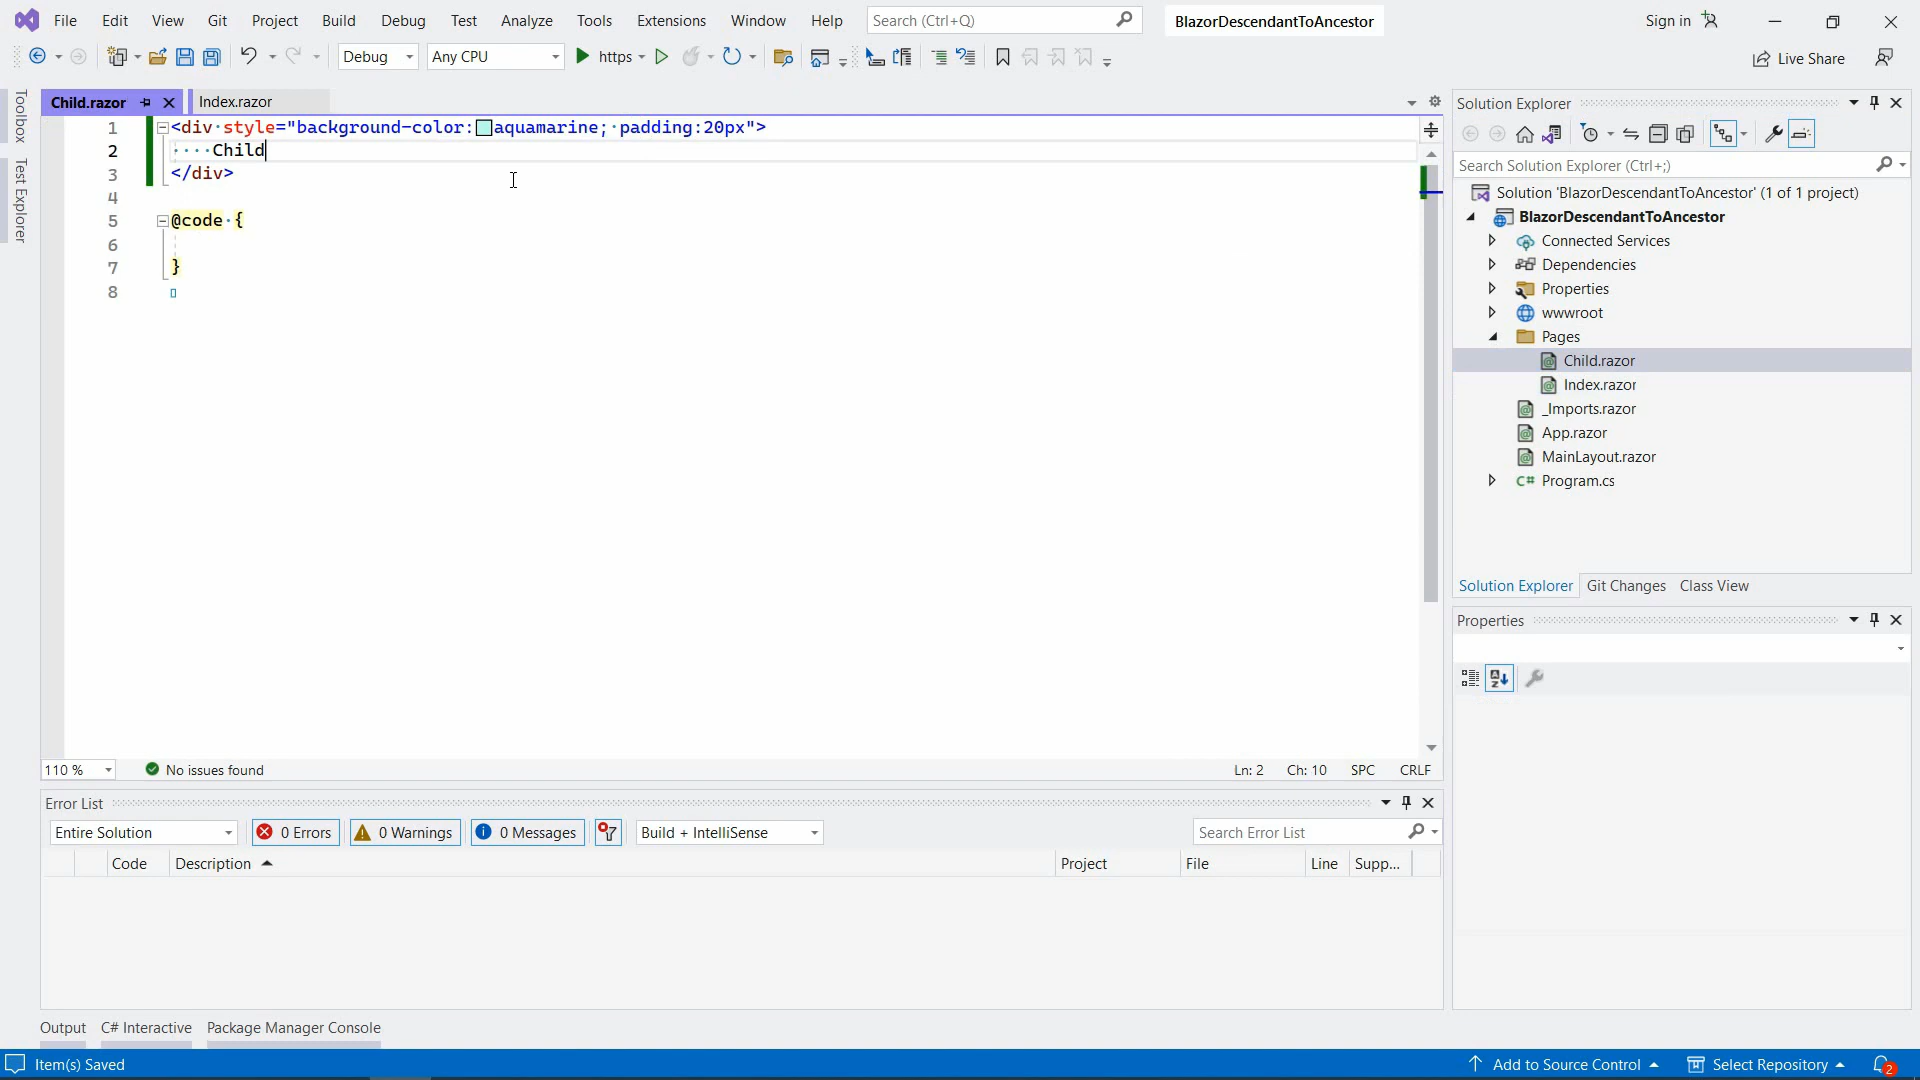 File Edit View Git Project Build Debug Test Analyze Tools Extensions Window Help Search (Ctrl+Q) BlazorDescendantToAncestor Sign in
Debug Any CPU https Live Share
Toolbox
Test Explorer
Child.razor Index.razor
1 <div style="background-color: aquamarine; padding:20px">
2 ····Child
3 </div>
4
5 @code {
6
7 }
8
110 % No issues found Ln: 2 Ch: 10 SPC CRLF
Error List
Entire Solution 0 Errors 0 Warnings 0 Messages Build + IntelliSense Search Error List
Code Description Project File Line Supp...
Output C# Interactive Package Manager Console
Solution Explorer
Search Solution Explorer (Ctrl+;)
Solution 'BlazorDescendantToAncestor' (1 of 1 project)
BlazorDescendantToAncestor
Connected Services
Dependencies
Properties
wwwroot
Pages
Child.razor
Index.razor
_Imports.razor
App.razor
MainLayout.razor
C# Program.cs
Solution Explorer Git Changes Class View
Properties
Item(s) Saved Add to Source Control Select Repository 2